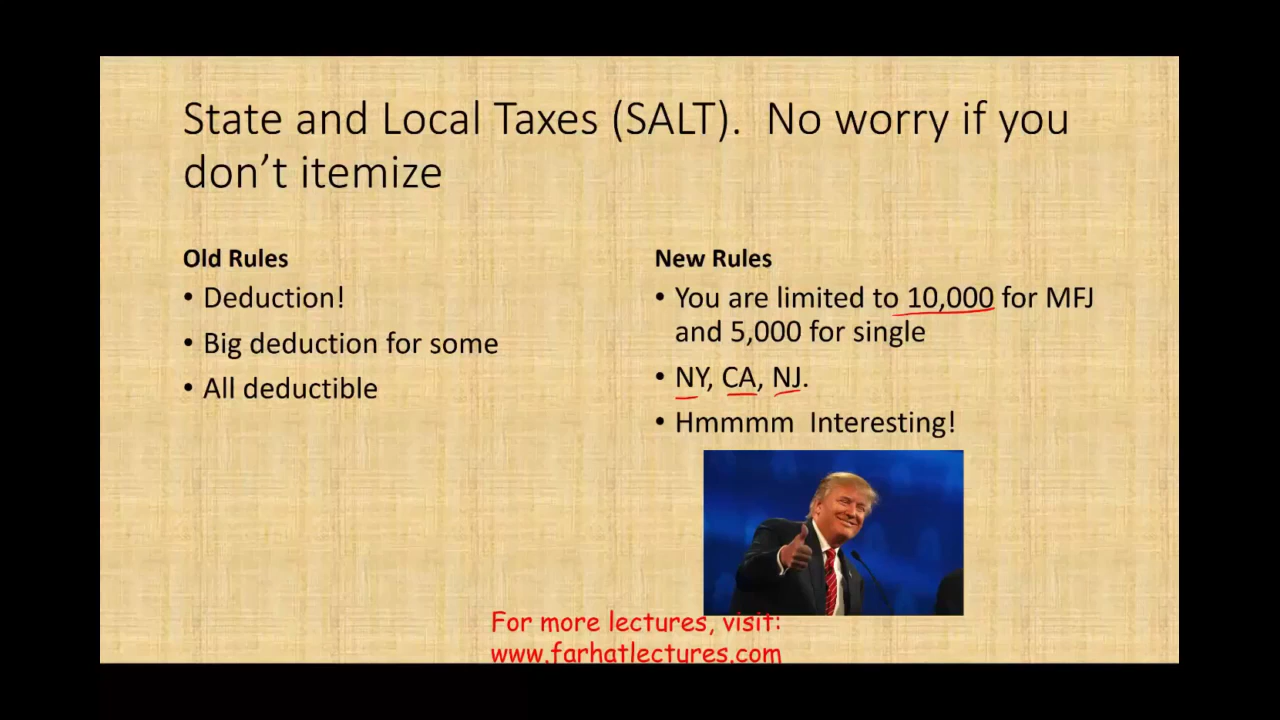 State and Local Taxes (SALT).  No worry if you
don’t itemize
Old Rules
• Deduction!
• Big deduction for some
• All deductible
New Rules
• You are limited to 10,000 for MFJ
and 5,000 for single
• NY, CA, NJ.
• Hmmmm  Interesting!
For more lectures, visit:
www.farhatlectures.com